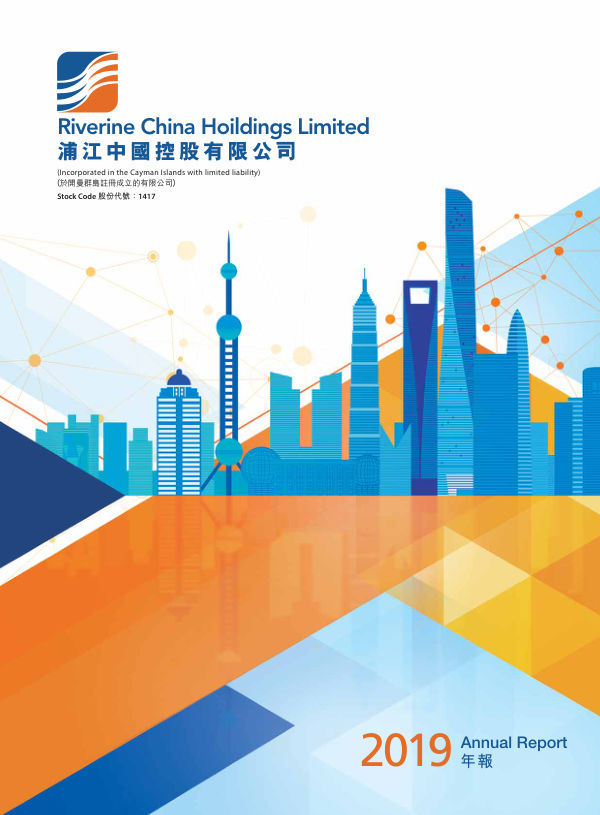 Riverine China Hoildings Limited
浦江中國控股有限公司
(Incorporated in the Cayman Islands with limited liability)
(於開曼群島註冊成立的有限公司)
Stock Code 股份代號：1417
2019 Annual Report
年報